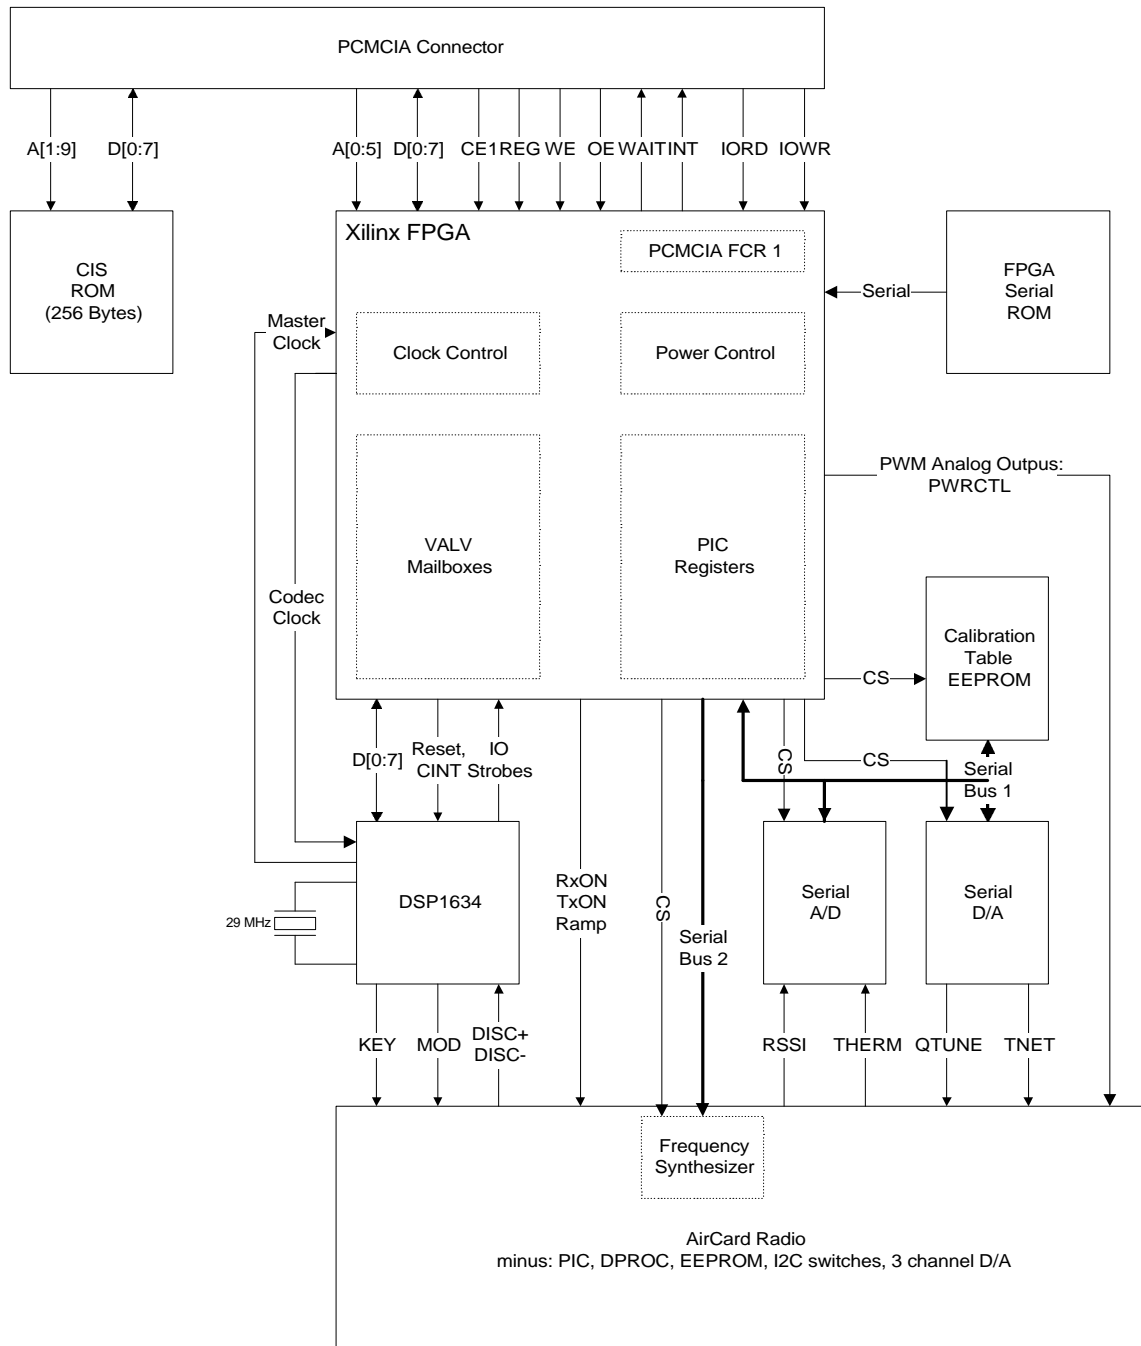 PCMCIA Connector
A[1:9]
D[0:7]
A[0:5]
D[0:7]
CE1
REG
WE
OE
WAIT
INT
IORD
IOWR
Xilinx FPGA
PCMCIA FCR 1
CIS
ROM
(256 Bytes)
Serial
FPGA
Serial
ROM
Master
Clock
Clock Control
Power Control
PWM Analog Outpus:
PWRCTL
VALV
Mailboxes
PIC
Registers
Codec
Clock
Calibration
Table
EEPROM
CS
D[0:7]
Reset,
CINT
IO
Strobes
CS
CS
Serial
Bus 1
RxON
TxON
Ramp
CS
Serial
Bus 2
DSP1634
29 MHz
Serial
A/D
Serial
D/A
KEY
MOD
DISC+
DISC-
RSSI
THERM
QTUNE
TNET
Frequency
Synthesizer
AirCard Radio
minus: PIC, DPROC, EEPROM, I2C switches, 3 channel D/A